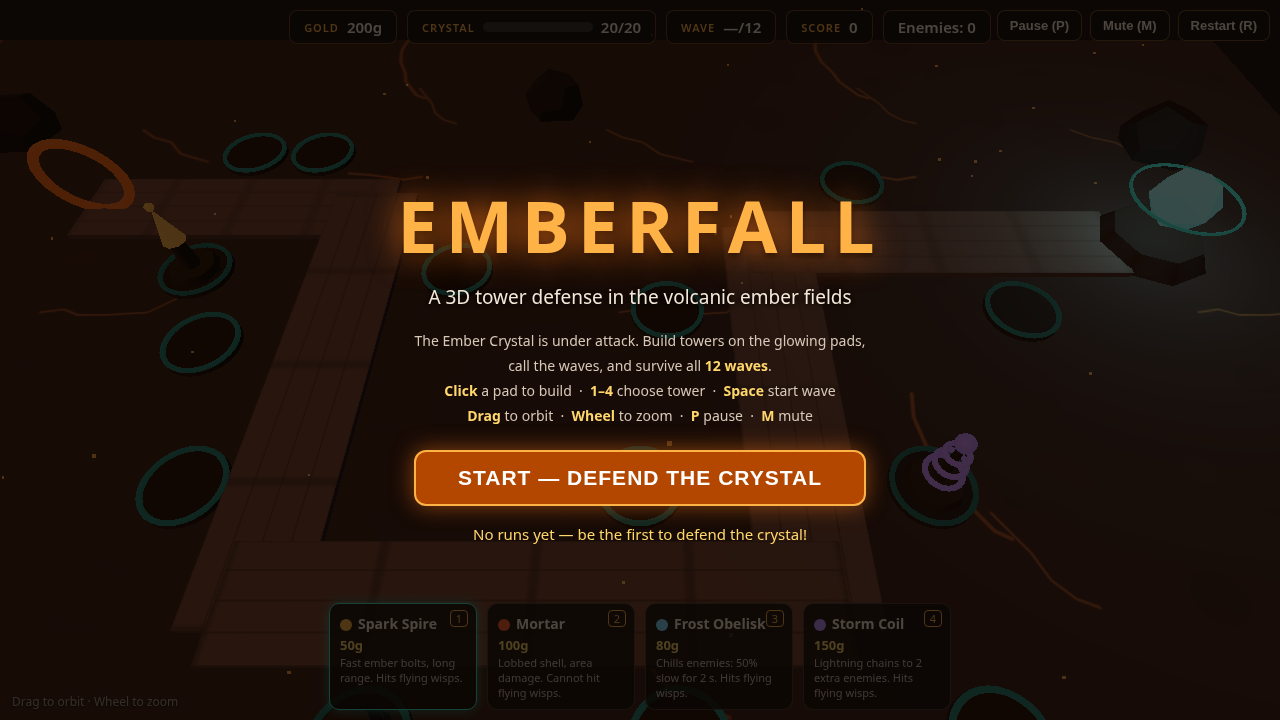 GOLD 200g CRYSTAL 20/20 WAVE —/12 SCORE 0 Enemies: 0 Pause (P) Mute (M) Restart (R)
EMBERFALL
A 3D tower defense in the volcanic ember fields
The Ember Crystal is under attack. Build towers on the glowing pads,
call the waves, and survive all 12 waves.
Click a pad to build · 1–4 choose tower · Space start wave
Drag to orbit · Wheel to zoom · P pause · M mute
START — DEFEND THE CRYSTAL
No runs yet — be the first to defend the crystal!
Spark Spire 1
50g
Fast ember bolts, long
range. Hits flying wisps.
Mortar 2
100g
Lobbed shell, area
damage. Cannot hit
flying wisps.
Frost Obelisk 3
80g
Chills enemies: 50%
slow for 2 s. Hits flying
wisps.
Storm Coil 4
150g
Lightning chains to 2
extra enemies. Hits
flying wisps.
Drag to orbit · Wheel to zoom